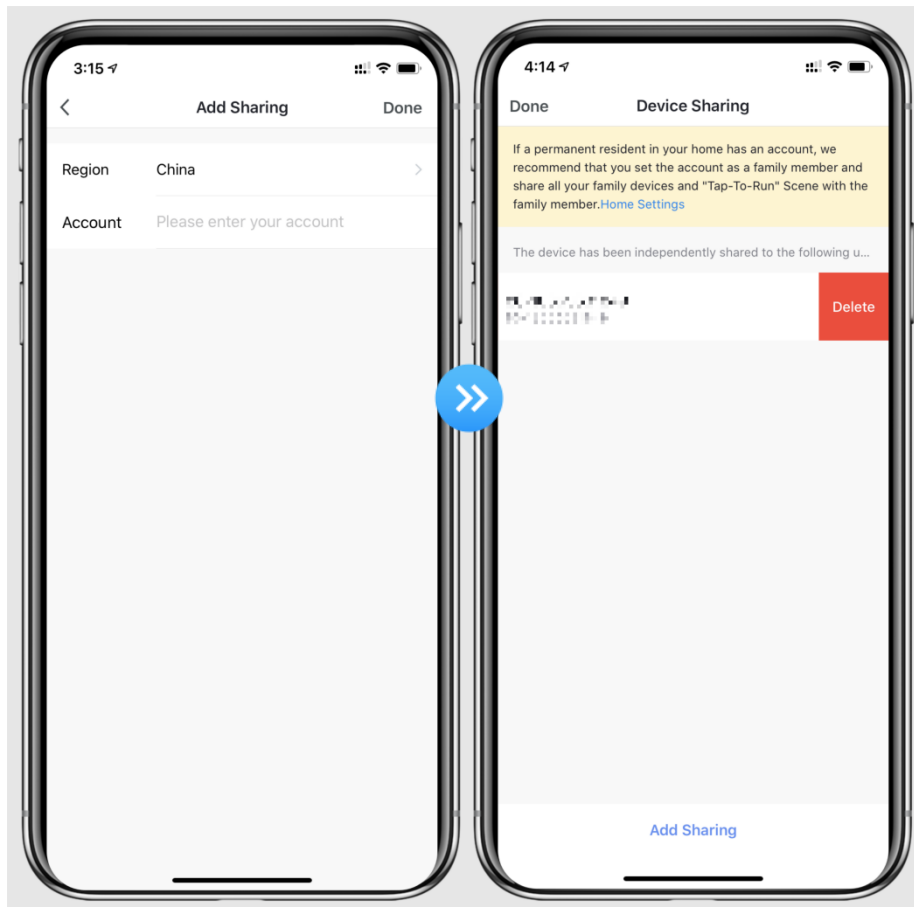 3:15
Add Sharing
Done
Region
China
Account
Please enter your account
4:14
Done
Device Sharing
If a permanent resident in your home has an account, we
recommend that you set the account as a family member and
share all your family devices and "Tap-To-Run" Scene with the
family member.Home Settings
The device has been independently shared to the following u...
Delete
Add Sharing